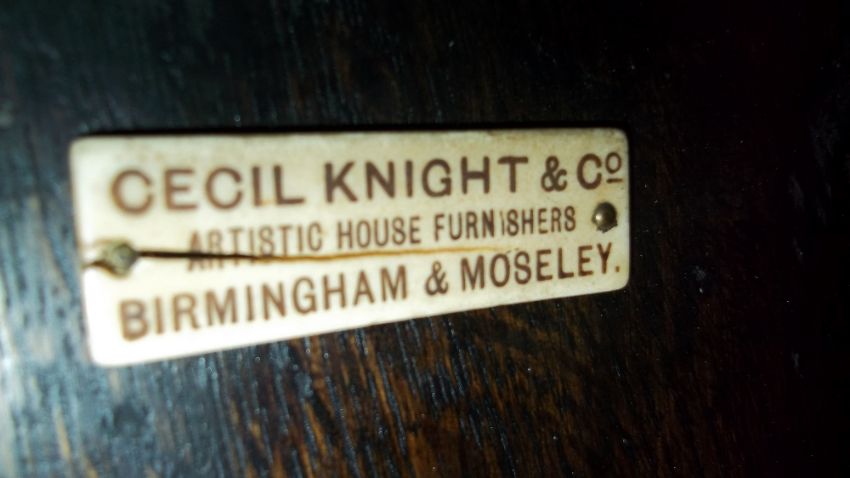 CECIL KNIGHT & Cº
ARTISTIC HOUSE FURNISHERS
BIRMINGHAM & MOSELEY.